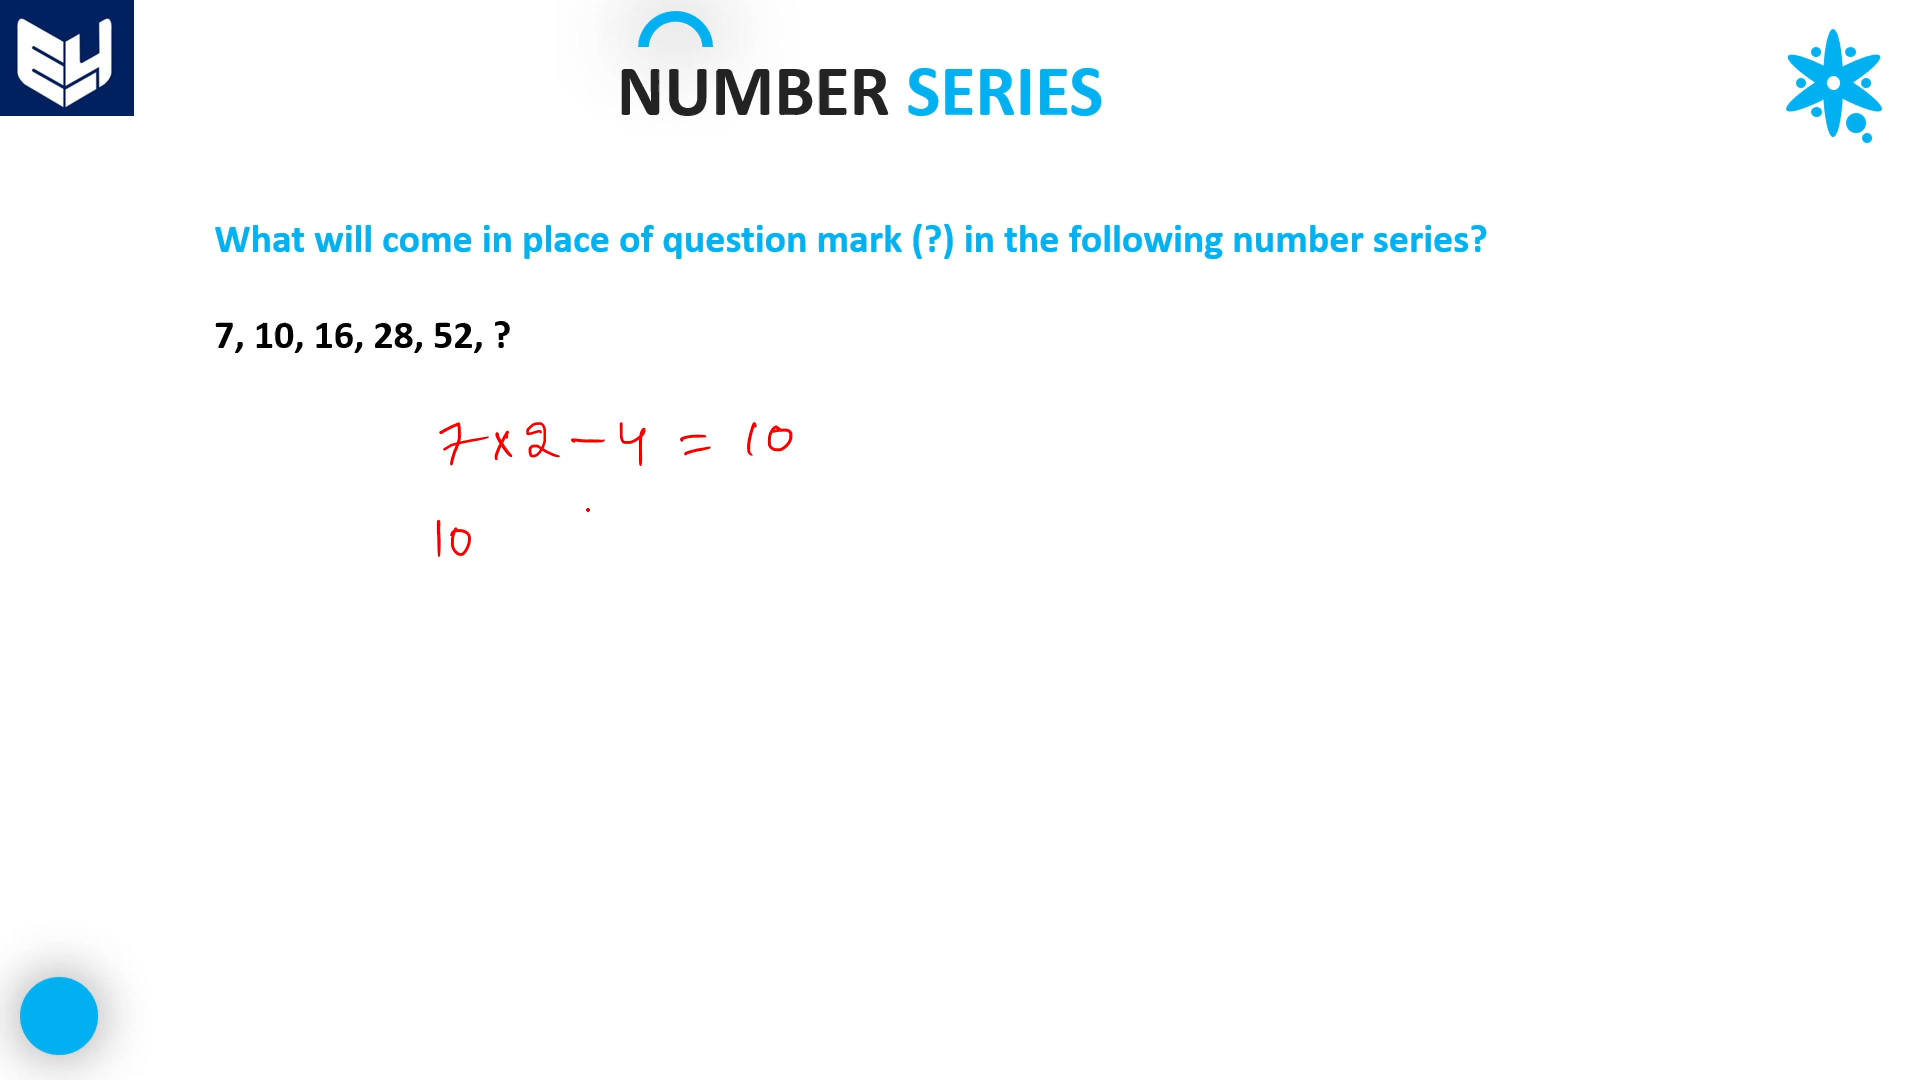 NUMBER SERIES
What will come in place of question mark (?) in the following number series?
7, 10, 16, 28, 52, ?
7 × 2 − 4 = 10
10